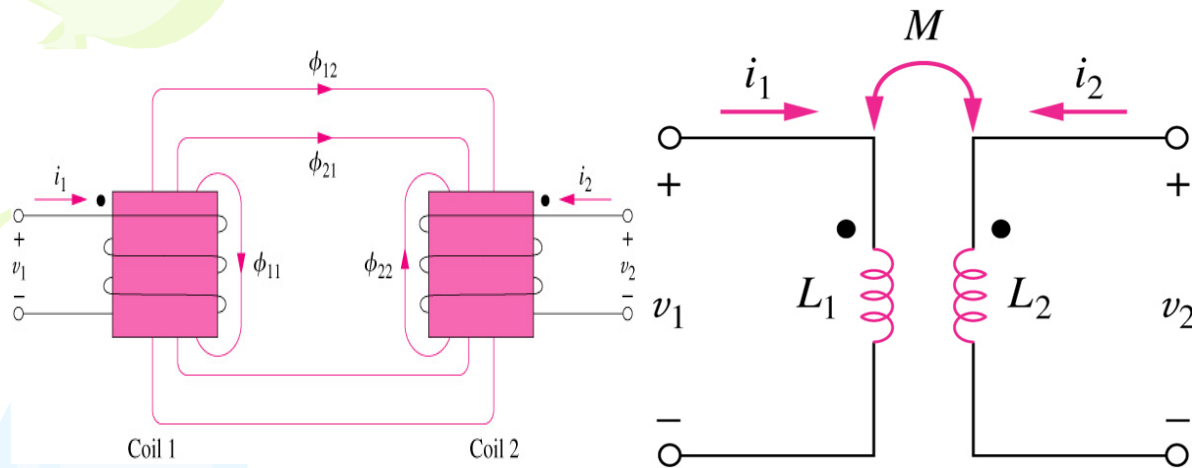 ϕ12
ϕ21
i1
i2
+
v1
−
ϕ11
ϕ22
+
v2
−
Coil 1
Coil 2
M
i1
i2
+
+
v1
L1
L2
v2
−
−